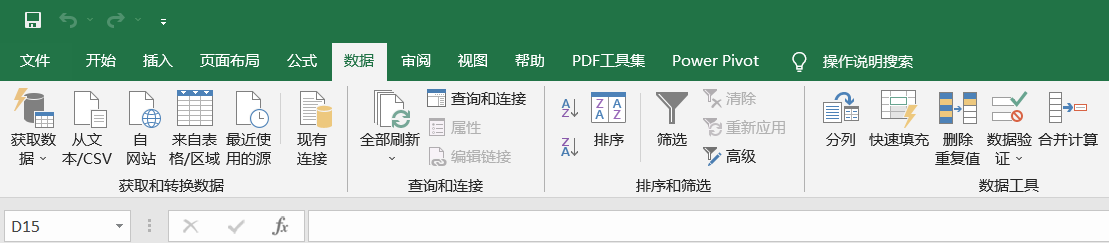 文件 开始 插入 页面布局 公式 数据 审阅 视图 帮助 PDF工具集 Power Pivot 操作说明搜索
获取数据
从文本/CSV
自网站
来自表格/区域
最近使用的源
现有连接
获取和转换数据
全部刷新
查询和连接
属性
编辑链接
查询和连接
排序
筛选
清除
重新应用
高级
排序和筛选
分列
快速填充
删除重复值
数据验证
合并计算
数据工具
D15
fx